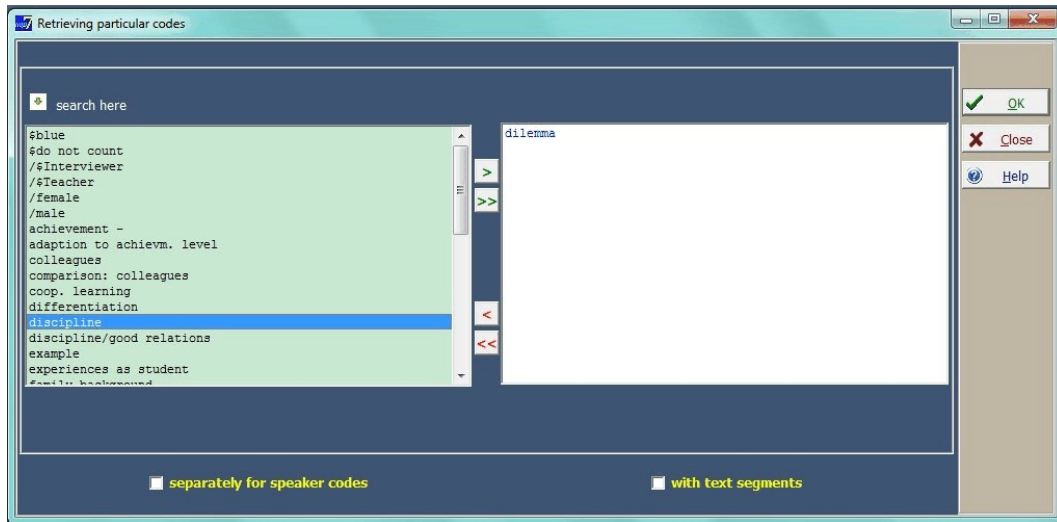 Retrieving particular codes
search here
$blue
$do not count
/$Interviewer
/$Teacher
/female
/male
achievement -
adaption to achievm. level
colleagues
comparison: colleagues
coop. learning
differentiation
discipline
discipline/good relations
example
experiences as student
family background
>
>>
<
<<
dilemma
OK
Close
Help
separately for speaker codes
with text segments